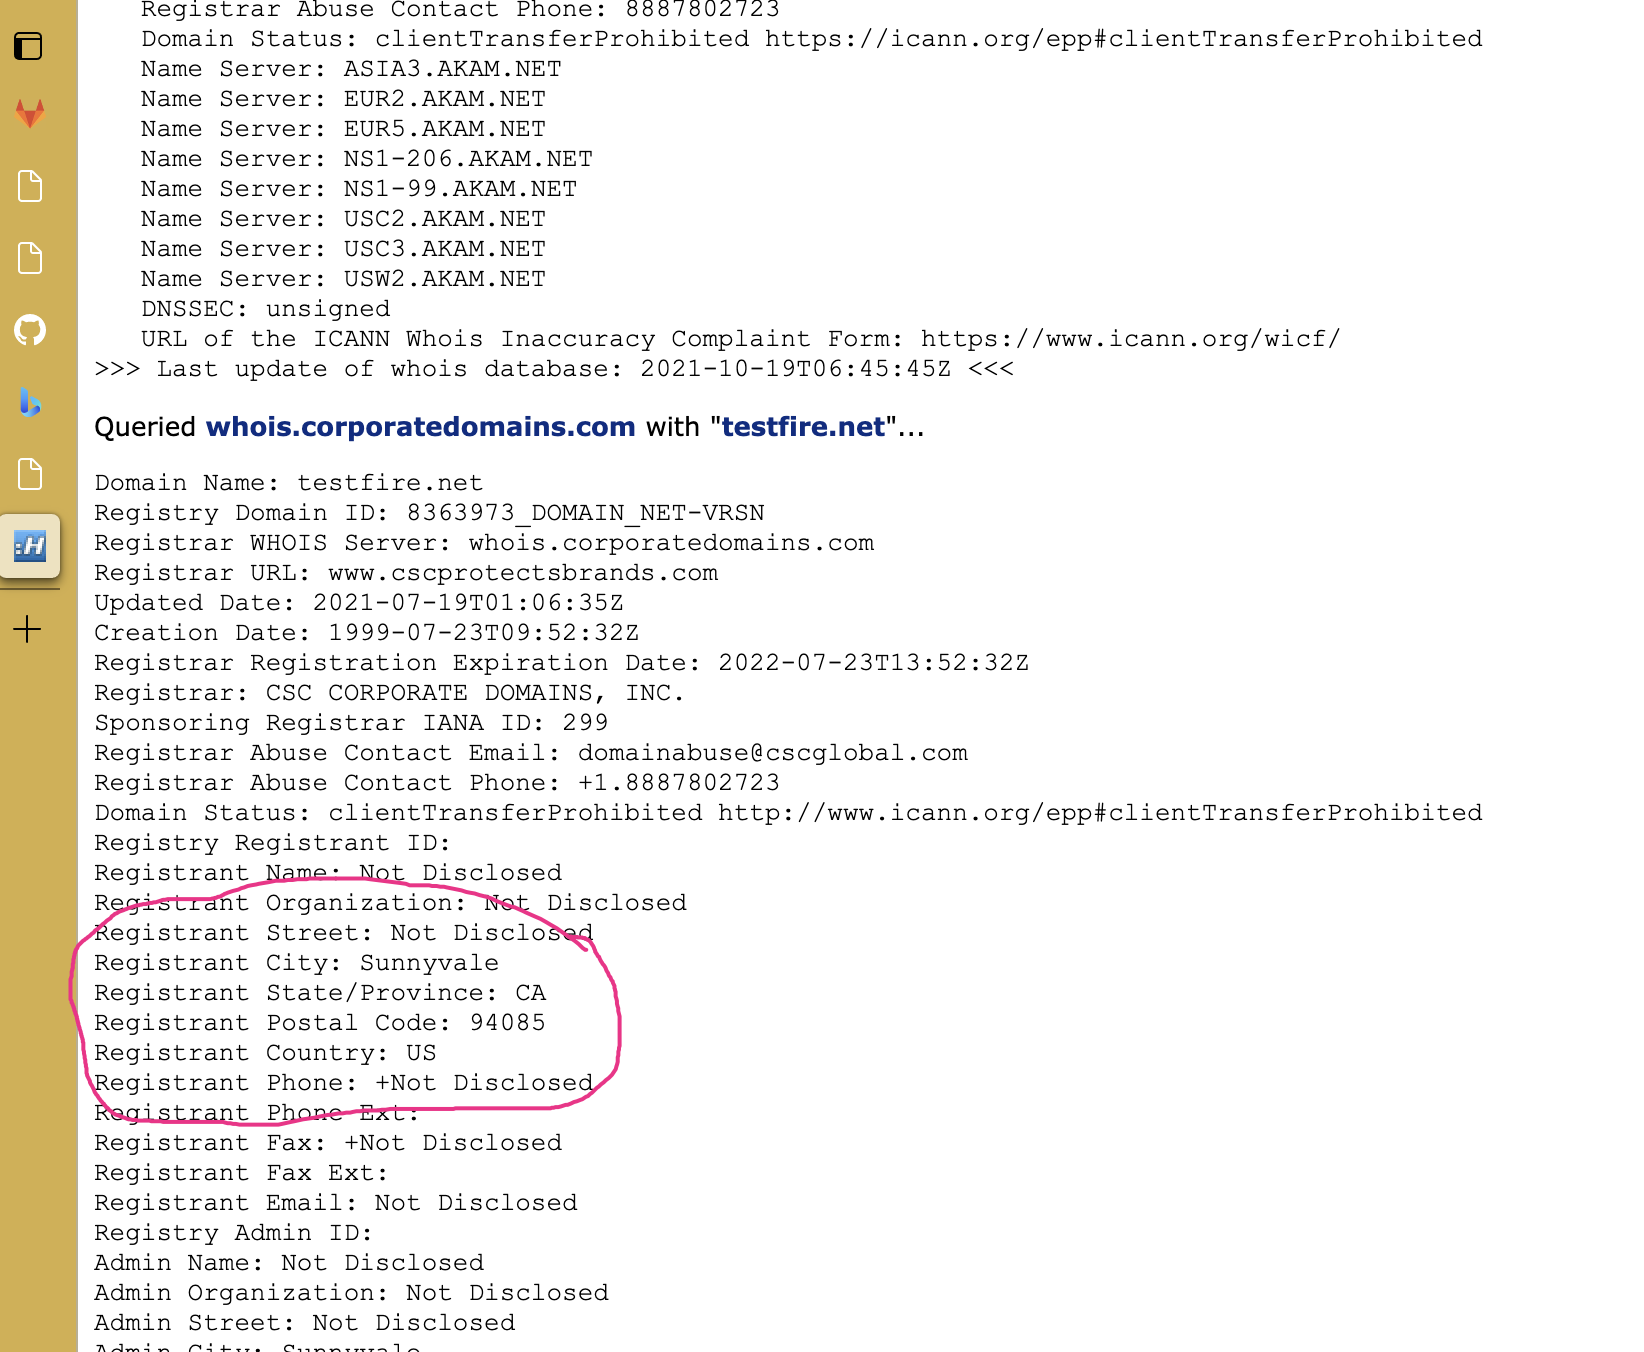 Registrar Abuse Contact Phone: 8887802723
Domain Status: clientTransferProhibited https://icann.org/epp#clientTransferProhibited
Name Server: ASIA3.AKAM.NET
Name Server: EUR2.AKAM.NET
Name Server: EUR5.AKAM.NET
Name Server: NS1-206.AKAM.NET
Name Server: NS1-99.AKAM.NET
Name Server: USC2.AKAM.NET
Name Server: USC3.AKAM.NET
Name Server: USW2.AKAM.NET
DNSSEC: unsigned
URL of the ICANN Whois Inaccuracy Complaint Form: https://www.icann.org/wicf/
>>> Last update of whois database: 2021-10-19T06:45:45Z <<<
Queried whois.corporatedomains.com with "testfire.net"...
Domain Name: testfire.net
Registry Domain ID: 8363973_DOMAIN_NET-VRSN
Registrar WHOIS Server: whois.corporatedomains.com
Registrar URL: www.cscprotectsbrands.com
Updated Date: 2021-07-19T01:06:35Z
Creation Date: 1999-07-23T09:52:32Z
Registrar Registration Expiration Date: 2022-07-23T13:52:32Z
Registrar: CSC CORPORATE DOMAINS, INC.
Sponsoring Registrar IANA ID: 299
Registrar Abuse Contact Email: domainabuse@cscglobal.com
Registrar Abuse Contact Phone: +1.8887802723
Domain Status: clientTransferProhibited http://www.icann.org/epp#clientTransferProhibited
Registry Registrant ID:
Registrant Name: Not Disclosed
Registrant Organization: Not Disclosed
Registrant Street: Not Disclosed
Registrant City: Sunnyvale
Registrant State/Province: CA
Registrant Postal Code: 94085
Registrant Country: US
Registrant Phone: +Not Disclosed
Registrant Phone Ext:
Registrant Fax: +Not Disclosed
Registrant Fax Ext:
Registrant Email: Not Disclosed
Registry Admin ID:
Admin Name: Not Disclosed
Admin Organization: Not Disclosed
Admin Street: Not Disclosed
Admin City: Sunnyvale